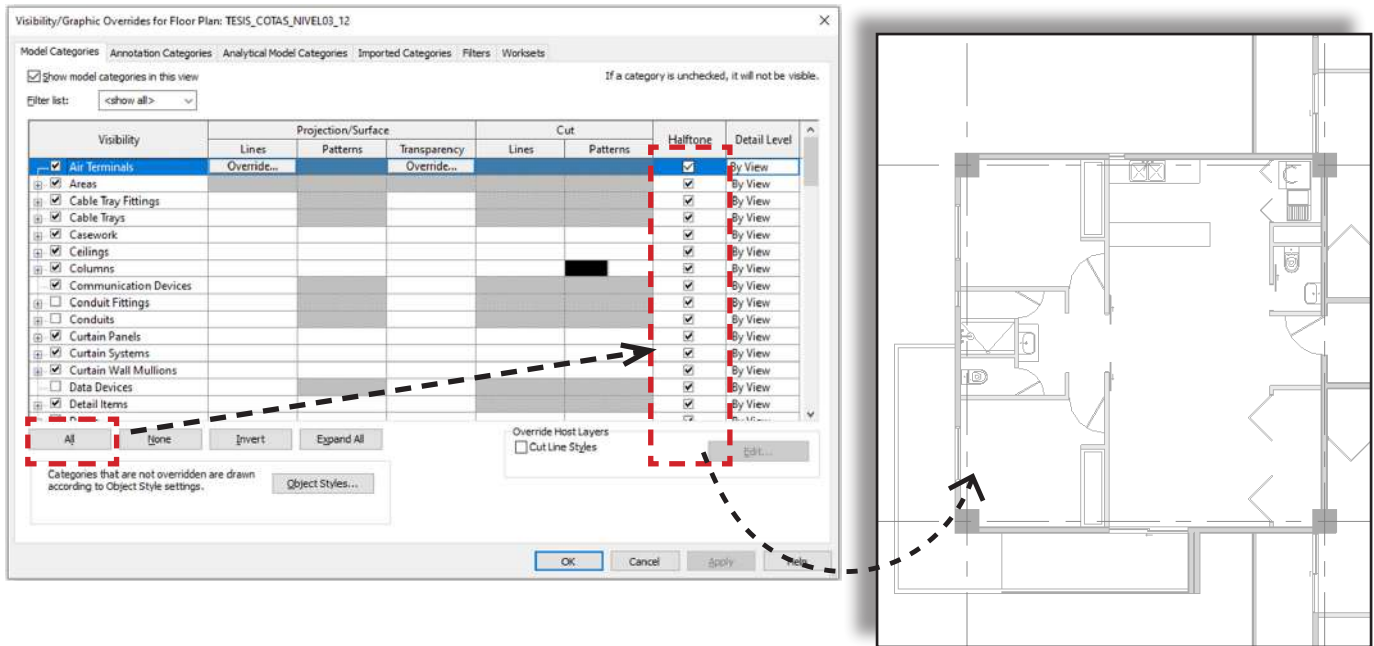 Visibility/Graphic Overrides for Floor Plan: TESIS_COTAS_NIVEL03_12
Model Categories Annotation Categories Analytical Model Categories Imported Categories Filters Worksets
Show model categories in this view If a category is unchecked, it will not be visible.
Filter list: <show all>
Visibility Projection/Surface Cut Halftone Detail Level
Lines Patterns Transparency Lines Patterns
Air Terminals Override... Override... By View
Areas By View
Cable Tray Fittings By View
Cable Trays By View
Casework By View
Ceilings By View
Columns By View
Communication Devices By View
Conduit Fittings By View
Conduits By View
Curtain Panels By View
Curtain Systems By View
Curtain Wall Mullions By View
Data Devices By View
Detail Items By View
All None Invert Expand All
Override Host Layers
Cut Line Styles Edit...
Categories that are not overridden are drawn
according to Object Style settings.
Object Styles...
OK Cancel Apply Help